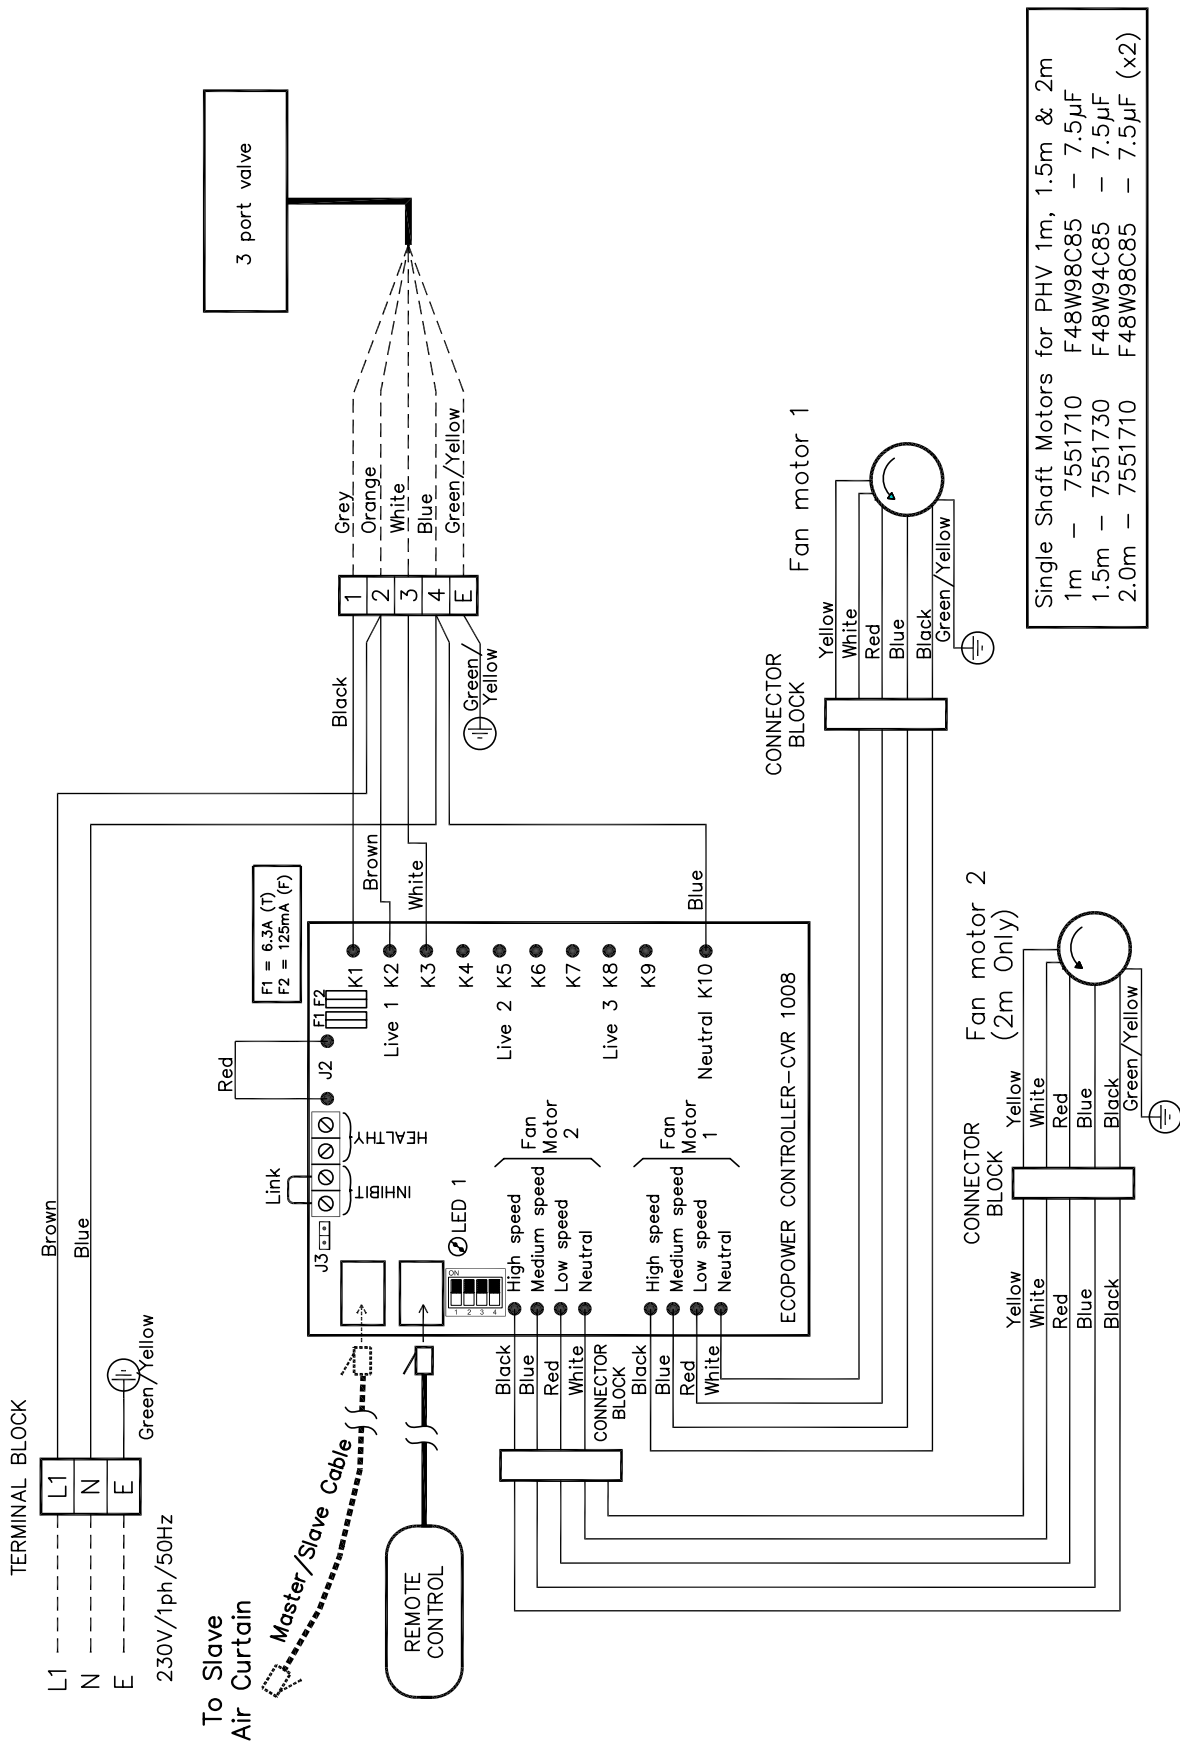 TERMINAL BLOCK
L1
N
E
L1
N
E
230V/1ph/50Hz
Green/Yellow
Brown
Blue
To Slave
Air Curtain
Master/Slave Cable
REMOTE
CONTROL
F1 = 6.3A (T)
F2 = 125mA (F)
Red
Link
J3
INHIBIT
HEALTHY
J2
F1
F2
ON
1
2
3
4
LED 1
K1
Live 1 K2
K3
K4
Live 2 K5
K6
K7
Live 3 K8
K9
Neutral K10
High speed
Medium speed
Low speed
Neutral
Fan
Motor
2
High speed
Medium speed
Low speed
Neutral
Fan
Motor
1
ECOPOWER CONTROLLER-CVR 1008
Black
Brown
White
Blue
Green/
Yellow
1
2
3
4
E
Grey
Orange
White
Blue
Green/Yellow
3 port valve
Black
Blue
Red
White
CONNECTOR
BLOCK
Black
Blue
Red
White
CONNECTOR
BLOCK
Yellow
White
Red
Blue
Black
Green/Yellow
Fan motor 1
Yellow
White
Red
Blue
Black
CONNECTOR
BLOCK
Yellow
White
Red
Blue
Black
Green/Yellow
Fan motor 2
(2m Only)
Single Shaft Motors for PHV 1m, 1.5m & 2m
1m - 7551710 F48W98C85 - 7.5µF
1.5m - 7551730 F48W94C85 - 7.5µF
2.0m - 7551710 F48W98C85 - 7.5µF (x2)